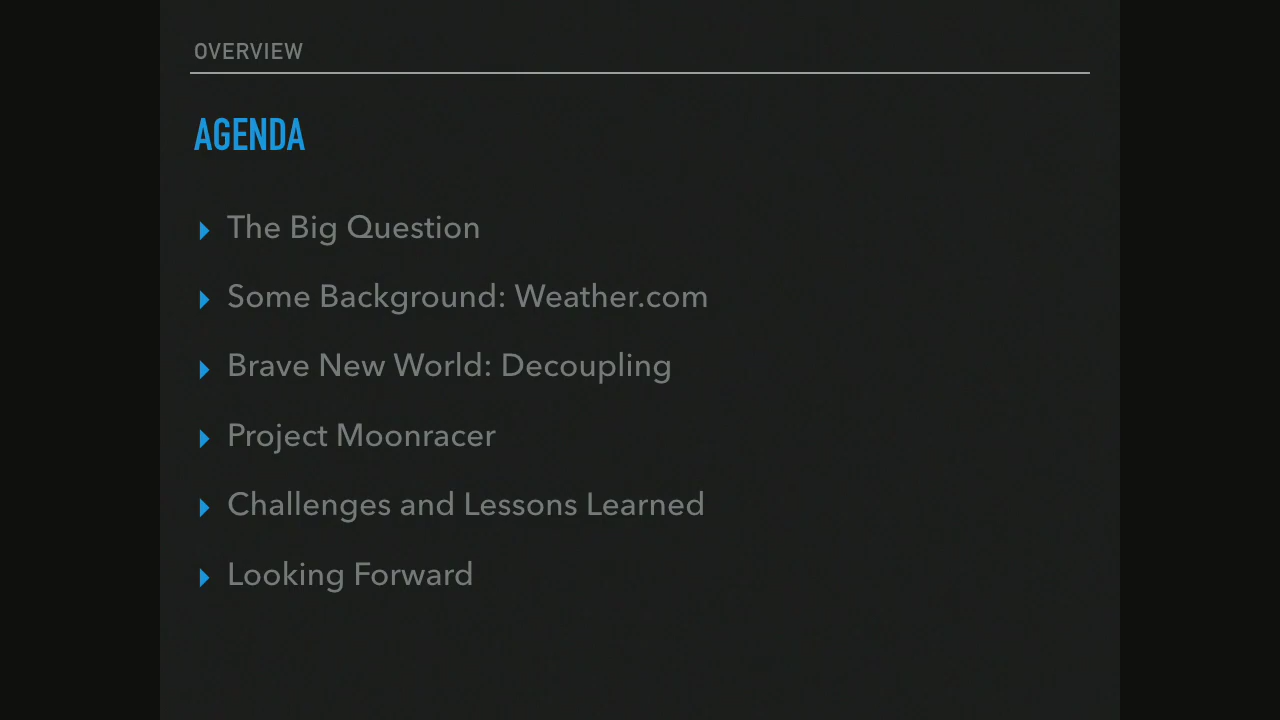 OVERVIEW
AGENDA
The Big Question
Some Background: Weather.com
Brave New World: Decoupling
Project Moonracer
Challenges and Lessons Learned
Looking Forward